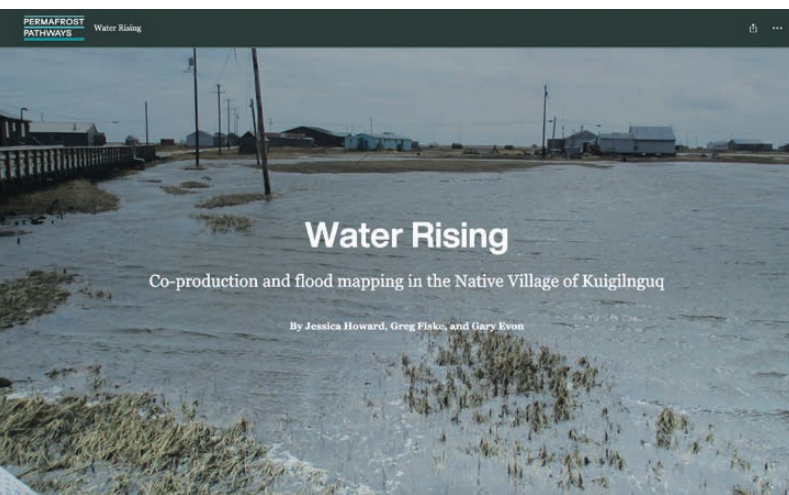 PERMAFROST
PATHWAYS
Water Rising
Water Rising
Co-production and flood mapping in the Native Village of Kuigilnguq
By Jessica Howard, Greg Fiske, and Gary Evon